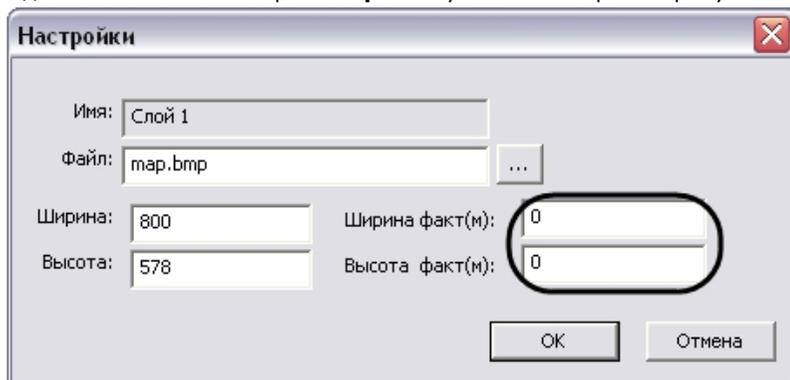 Настройки
Имя: Слой 1
Файл: map.bmp ...
Ширина: 800 Ширина факт(м): 0
Высота: 578 Высота факт(м): 0
OK Отмена